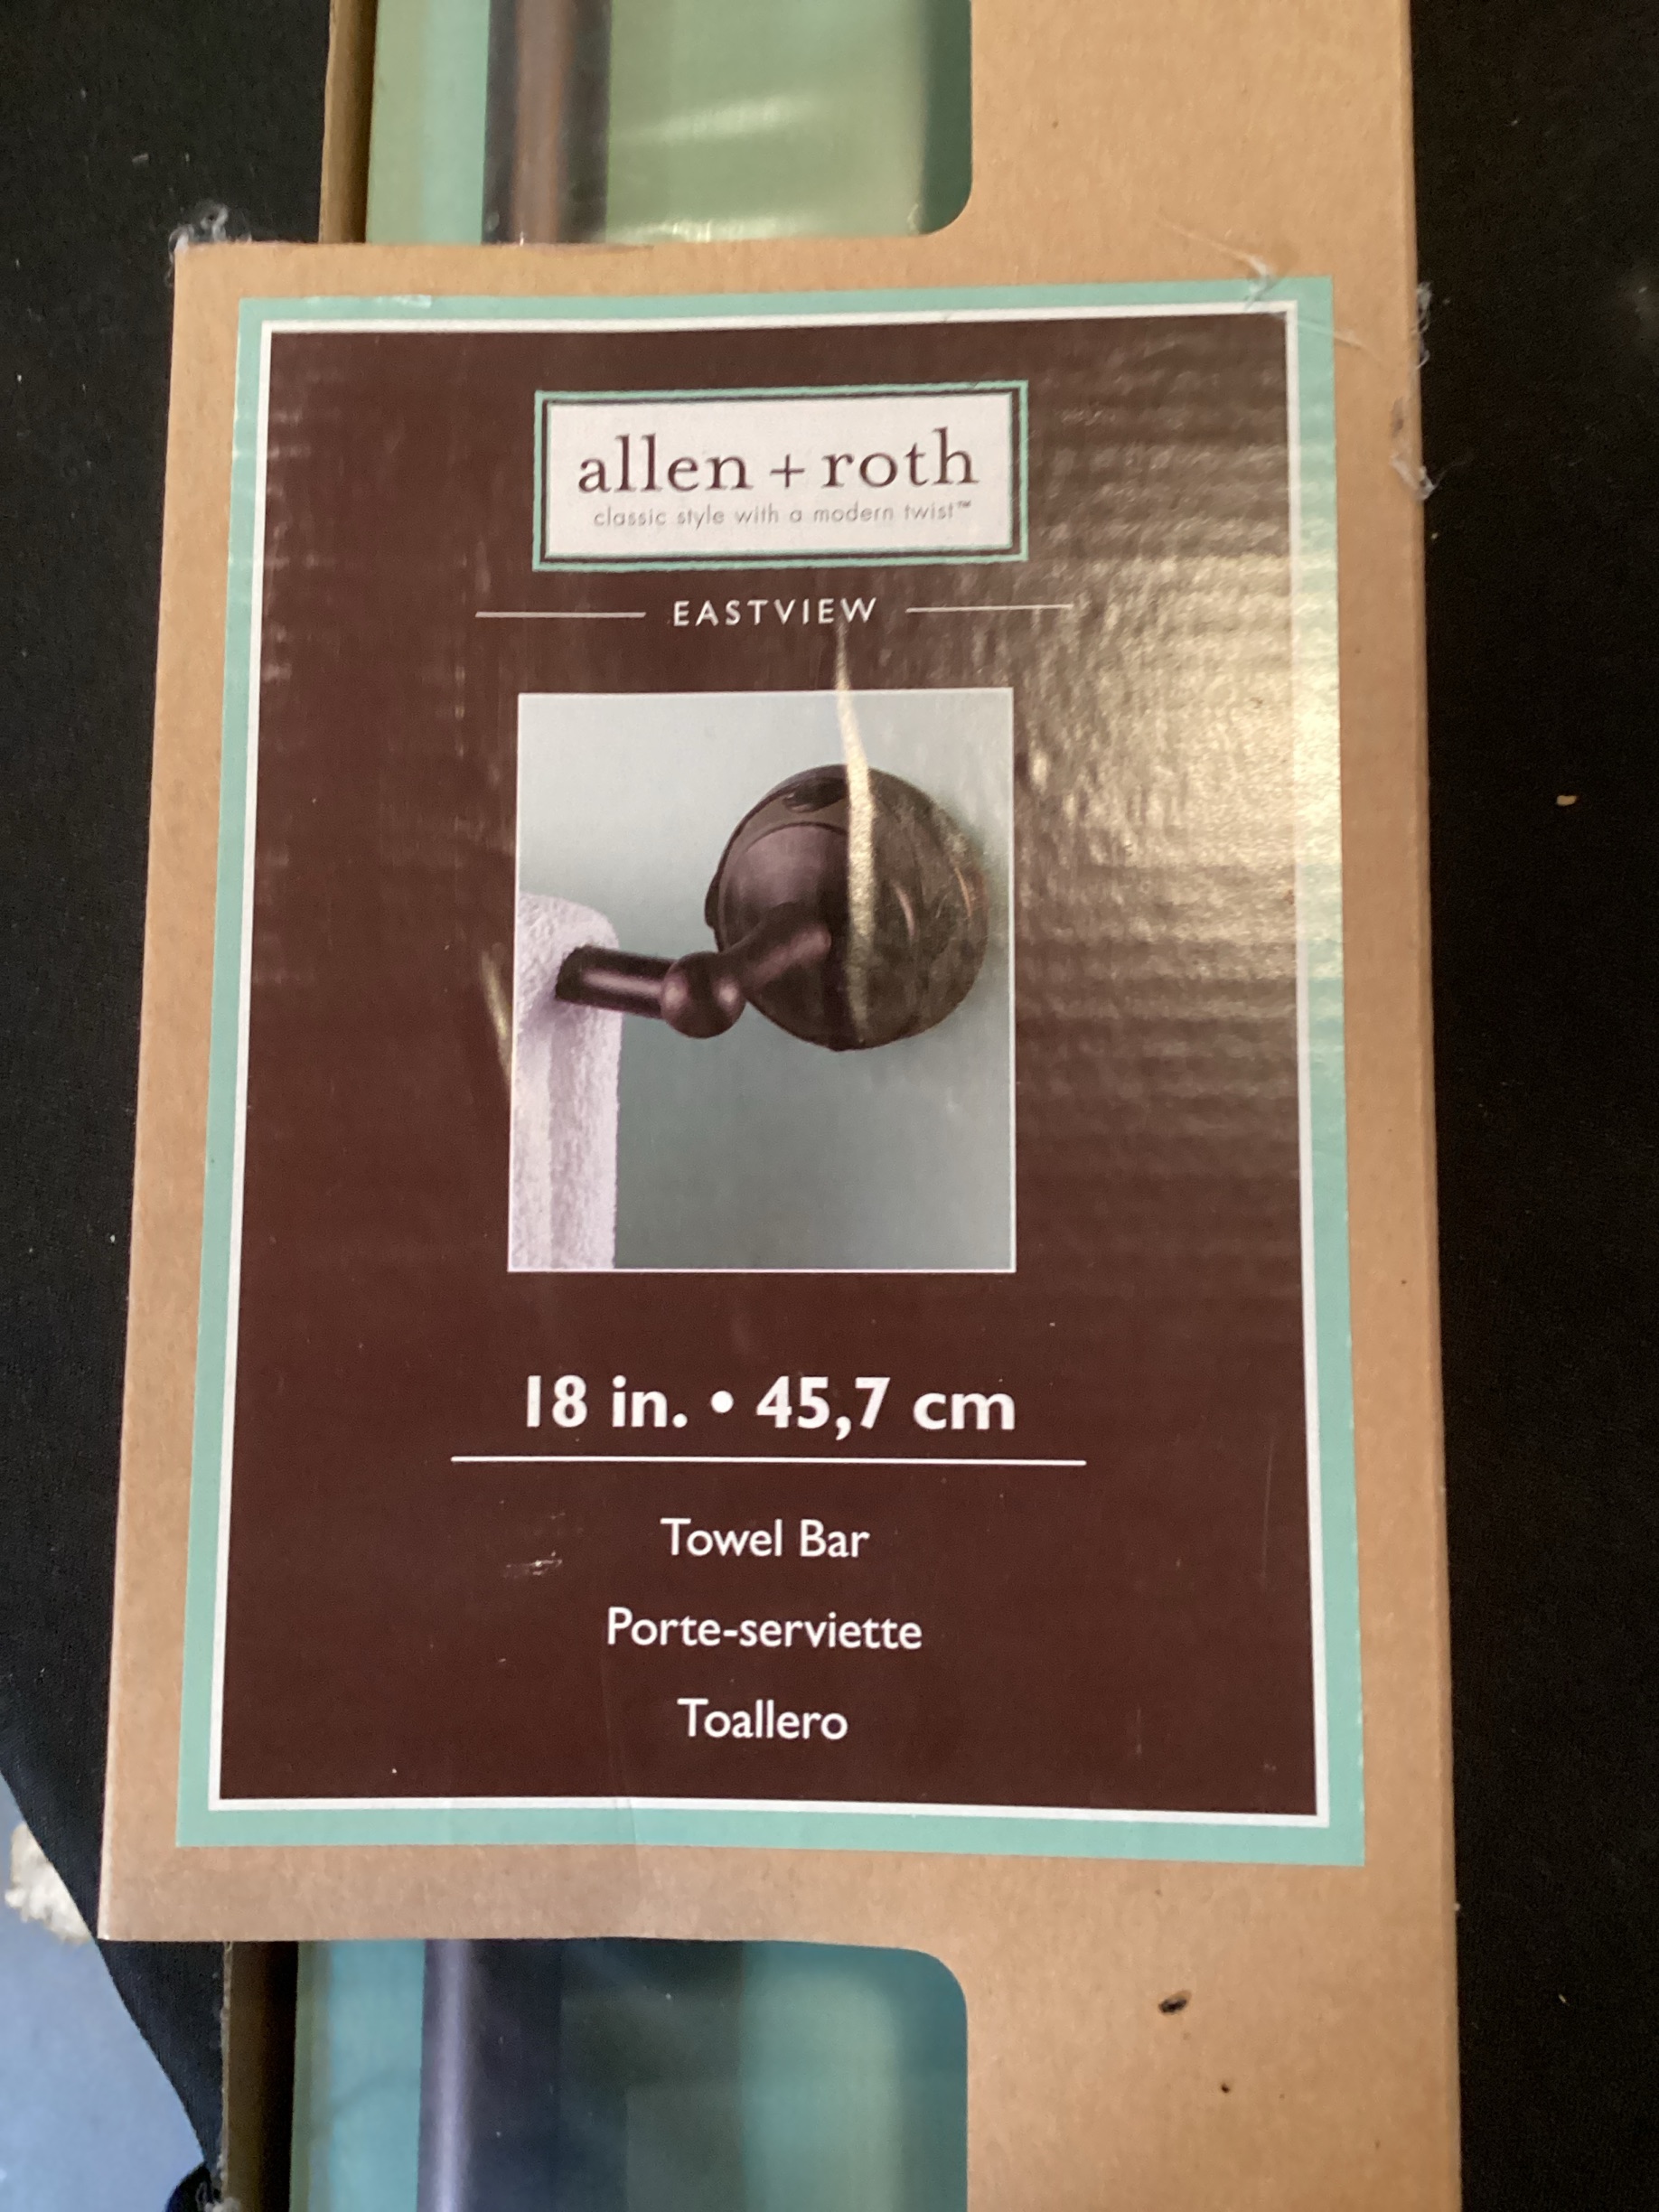 allen + roth
classic style with a modern twist™
EASTVIEW
18 in. • 45,7 cm
Towel Bar
Porte-serviette
Toallero